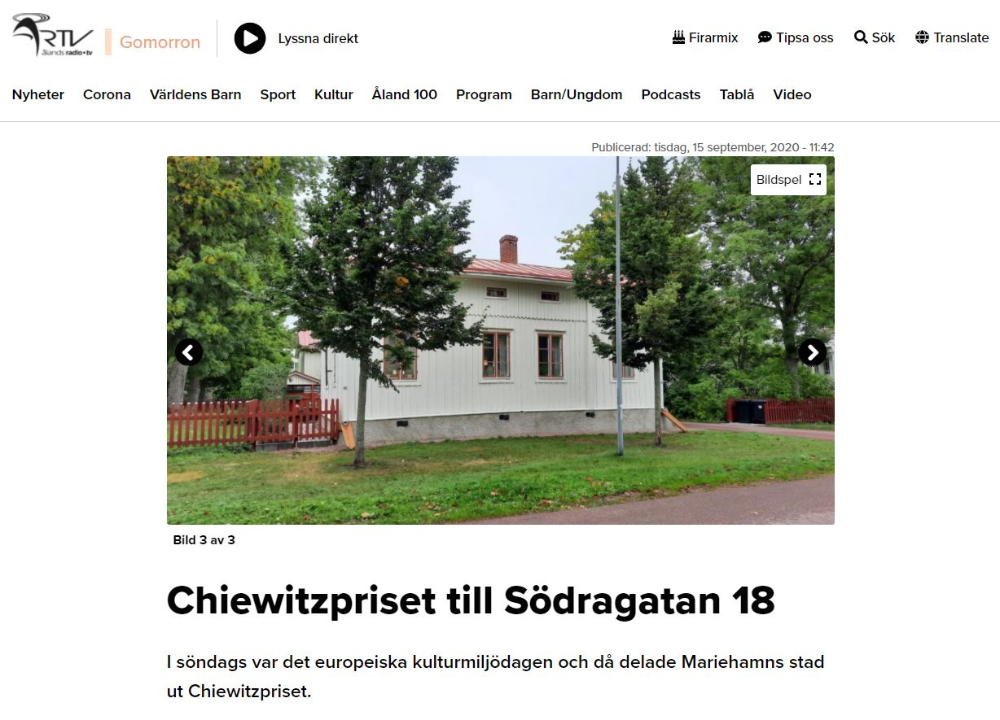 RTV
ålands radio•tv
Gomorron
Lyssna direkt
Firarmix
Tipsa oss
Sök
Translate
Nyheter
Corona
Världens Barn
Sport
Kultur
Åland 100
Program
Barn/Ungdom
Podcasts
Tablå
Video
Publicerad: tisdag, 15 september, 2020 - 11:42
Bildspel
Bild 3 av 3
Chiewitzpriset till Södragatan 18
I söndags var det europeiska kulturmiljödagen och då delade Mariehamns stad
ut Chiewitzpriset.